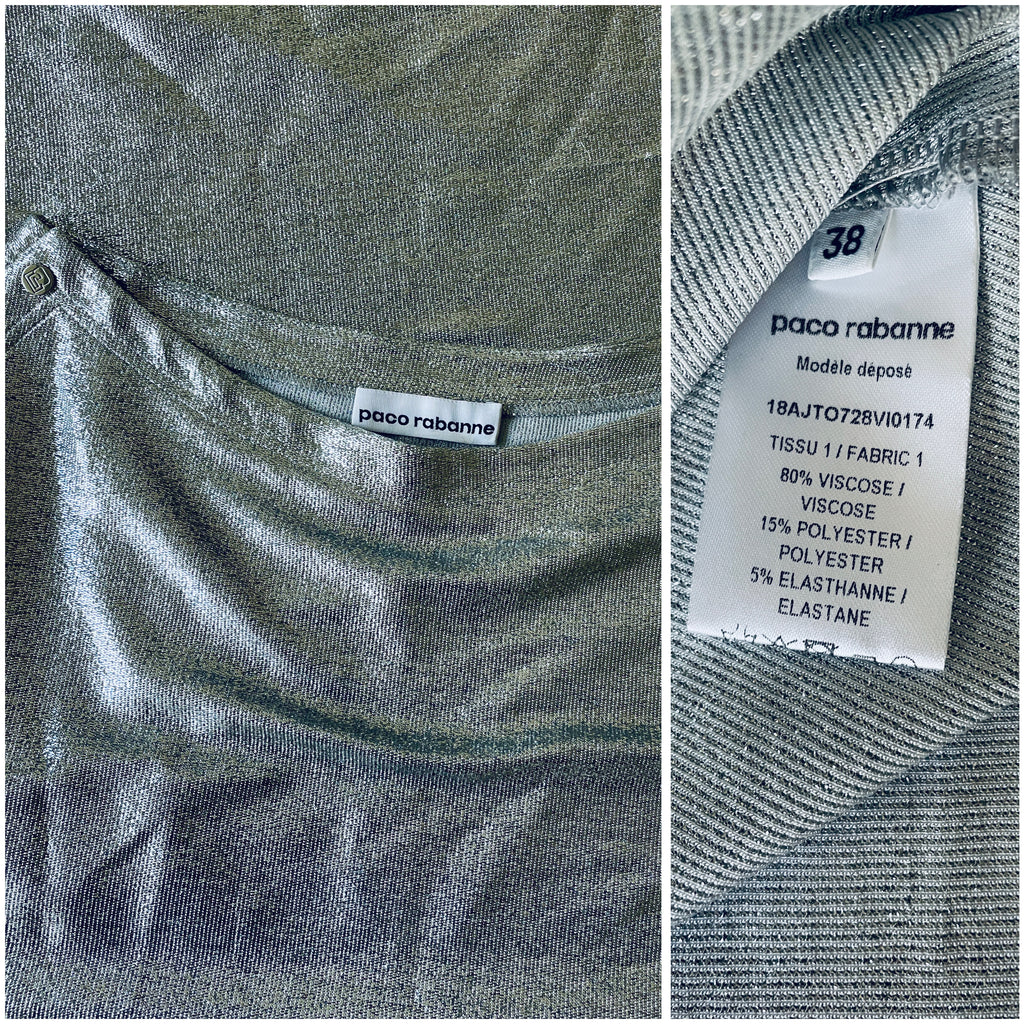 paco rabanne
38
paco rabanne
Modèle déposé
18AJTO728VI0174
TISSU 1 / FABRIC 1
80% VISCOSE /
VISCOSE
15% POLYESTER /
POLYESTER
5% ELASTHANNE /
ELASTANE